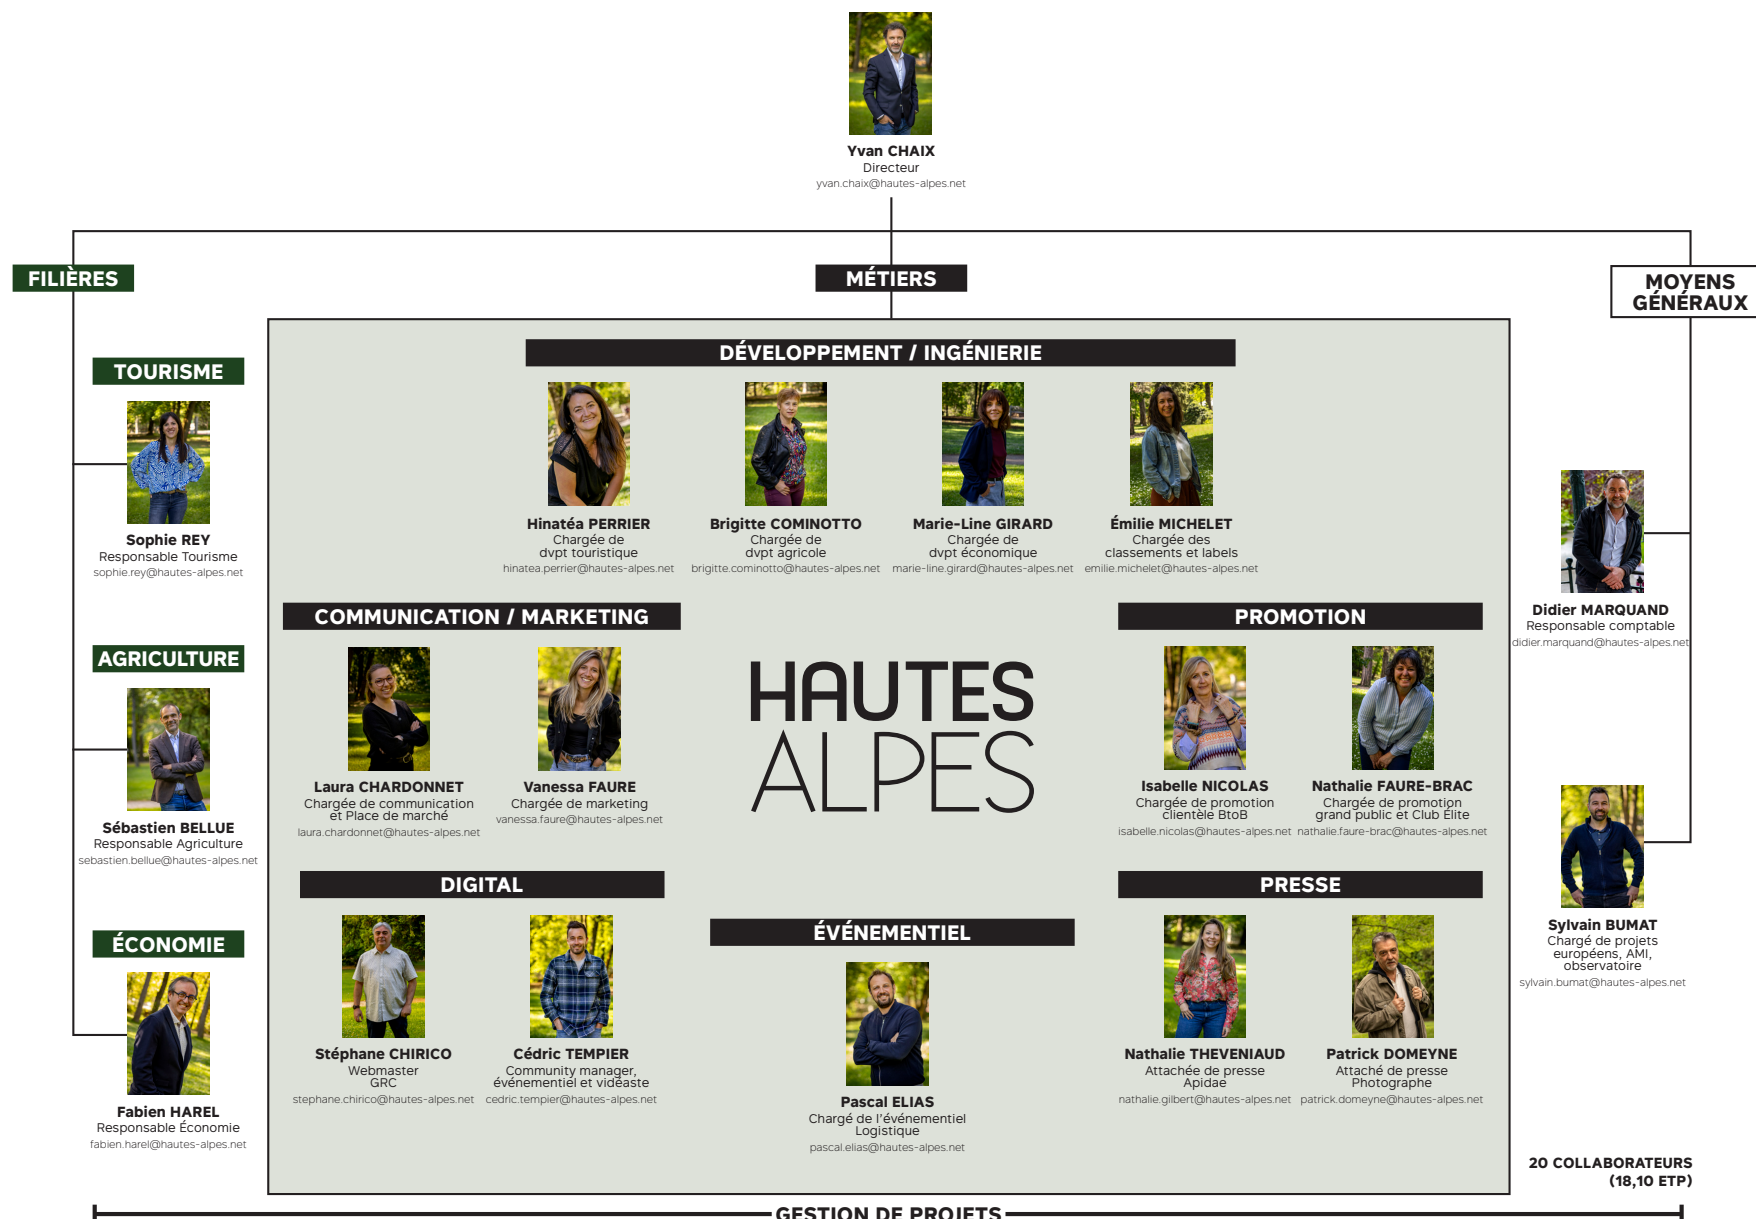 Yvan CHAIX
Directeur
yvan.chaix@hautes-alpes.net
FILIÈRES
MÉTIERS
MOYENS
GÉNÉRAUX
TOURISME
Sophie REY
Responsable Tourisme
sophie.rey@hautes-alpes.net
AGRICULTURE
Sébastien BELLUE
Responsable Agriculture
sebastien.bellue@hautes-alpes.net
ÉCONOMIE
Fabien HAREL
Responsable Économie
fabien.harel@hautes-alpes.net
DÉVELOPPEMENT / INGÉNIERIE
Hinatéa PERRIER
Chargée de
dvpt touristique
hinatea.perrier@hautes-alpes.net
Brigitte COMINOTTO
Chargée de
dvpt agricole
brigitte.cominotto@hautes-alpes.net
Marie-Line GIRARD
Chargée de
dvpt économique
marie-line.girard@hautes-alpes.net
Émilie MICHELET
Chargée des
classements et labels
emilie.michelet@hautes-alpes.net
COMMUNICATION / MARKETING
Laura CHARDONNET
Chargée de communication
et Place de marché
laura.chardonnet@hautes-alpes.net
Vanessa FAURE
Chargée de marketing
vanessa.faure@hautes-alpes.net
HAUTES
ALPES
PROMOTION
Isabelle NICOLAS
Chargée de promotion
clientèle BtoB
isabelle.nicolas@hautes-alpes.net
Nathalie FAURE-BRAC
Chargée de promotion
grand public et Club Élite
nathalie.faure-brac@hautes-alpes.net
DIGITAL
Stéphane CHIRICO
Webmaster
GRC
stephane.chirico@hautes-alpes.net
Cédric TEMPIER
Community manager,
événementiel et vidéaste
cedric.tempier@hautes-alpes.net
ÉVÉNEMENTIEL
Pascal ELIAS
Chargé de l'événementiel
Logistique
pascal.elias@hautes-alpes.net
PRESSE
Nathalie THEVENIAUD
Attachée de presse
Apidae
nathalie.gilbert@hautes-alpes.net
Patrick DOMEYNE
Attaché de presse
Photographe
patrick.domeyne@hautes-alpes.net
Didier MARQUAND
Responsable comptable
didier.marquand@hautes-alpes.net
Sylvain BUMAT
Chargé de projets
européens, AMI,
observatoire
sylvain.bumat@hautes-alpes.net
20 COLLABORATEURS
(18,10 ETP)
GESTION DE PROJETS